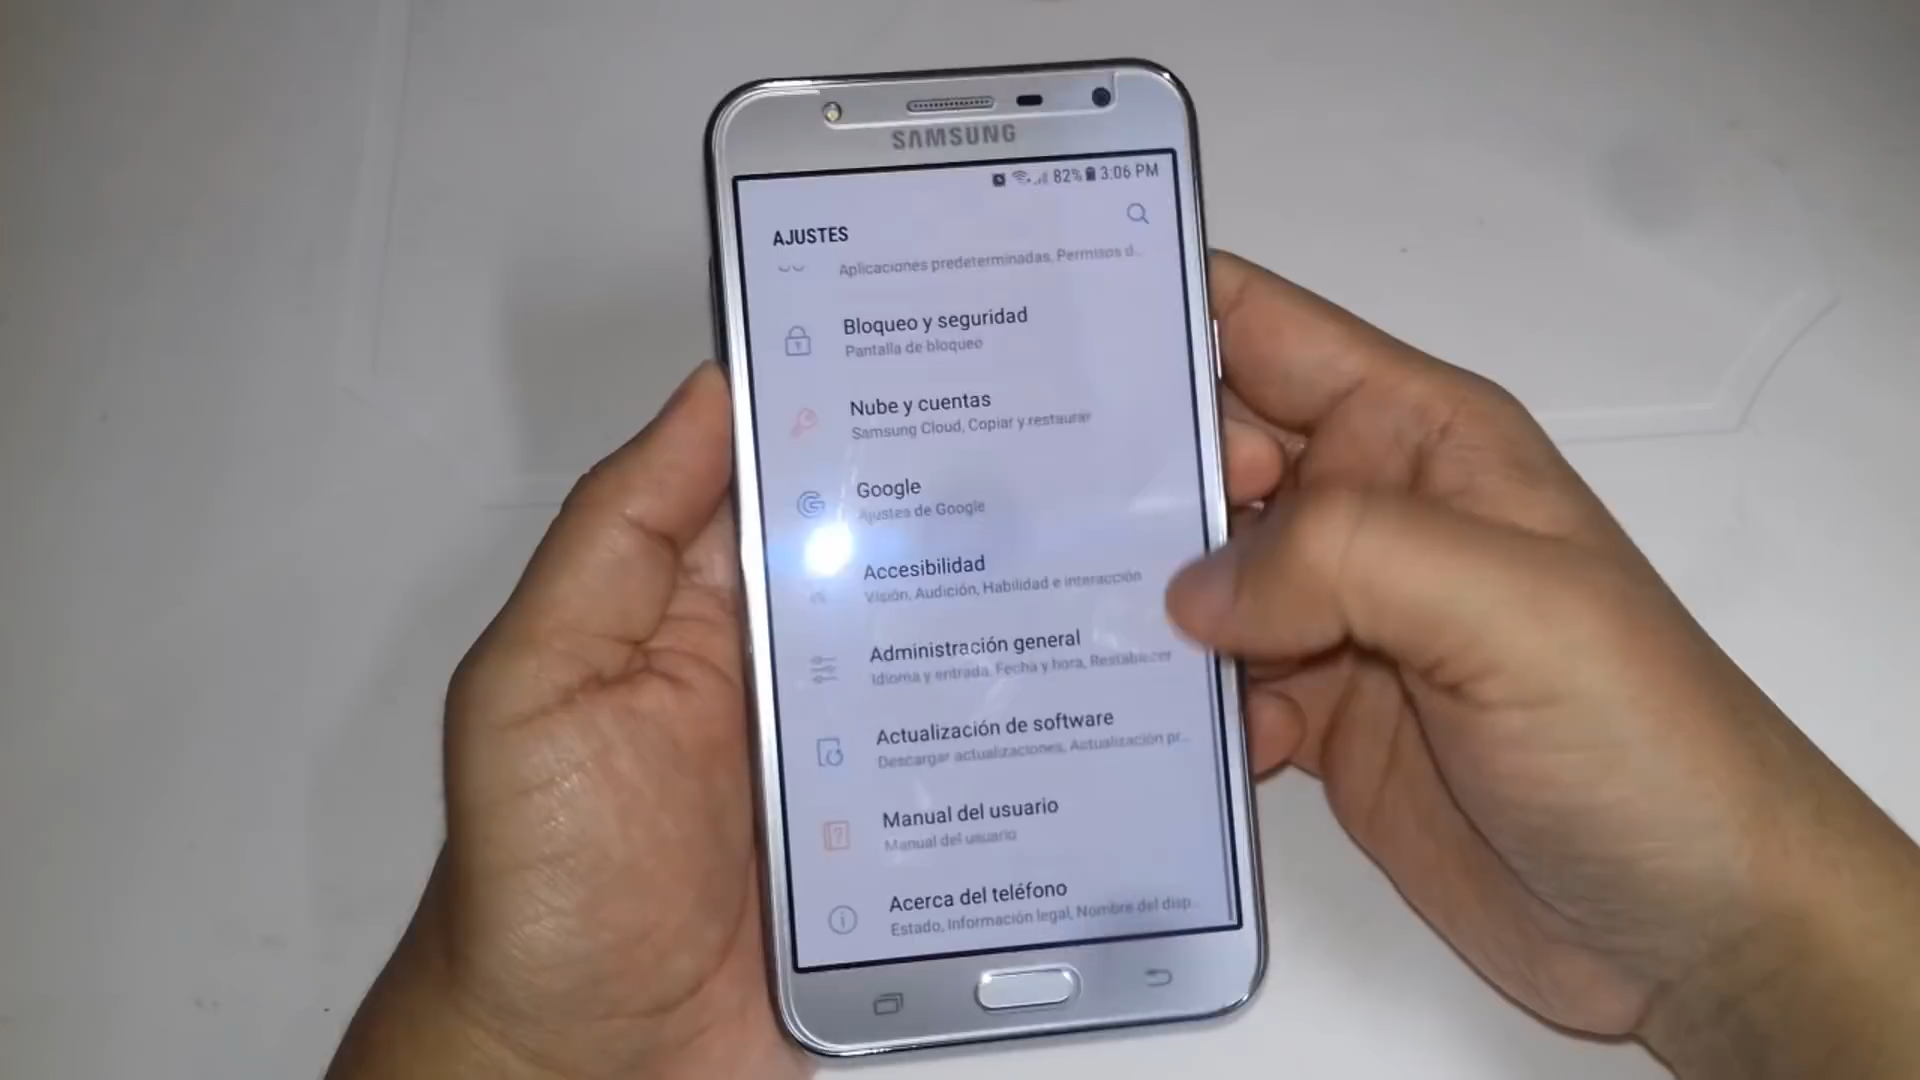 SAMSUNG
82% 3:06 PM
AJUSTES
Aplicaciones predeterminadas, Permisos d...
Bloqueo y seguridad
Pantalla de bloqueo
Nube y cuentas
Samsung Cloud, Copiar y restaurar
Google
Ajustes de Google
Accesibilidad
Visión, Audición, Habilidad e interacción
Administración general
Idioma y entrada, Fecha y hora, Restablecer
Actualización de software
Descargar actualizaciones, Actualización pr...
Manual del usuario
Manual del usuario
Acerca del teléfono
Estado, Información legal, Nombre del disp...